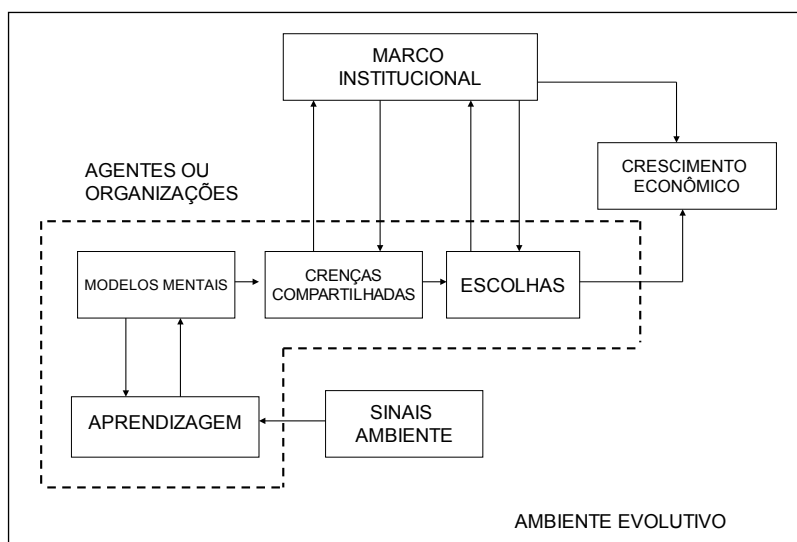 MARCO
INSTITUCIONAL
CRESCIMENTO
ECONÔMICO
AGENTES OU
ORGANIZAÇÕES
MODELOS MENTAIS
CRENÇAS
COMPARTILHADAS
ESCOLHAS
APRENDIZAGEM
SINAIS
AMBIENTE
AMBIENTE EVOLUTIVO